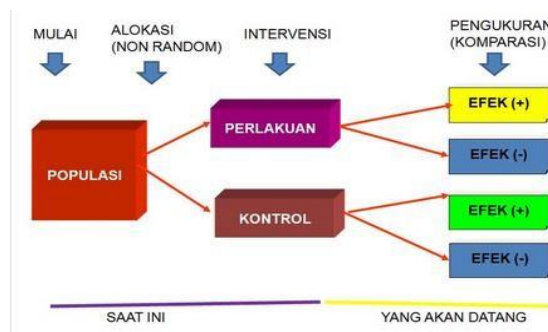 MULAI
ALOKASI
(NON RANDOM)
INTERVENSI
PENGUKURAN
(KOMPARASI)
POPULASI
PERLAKUAN
KONTROL
EFEK (+)
EFEK (-)
EFEK (+)
EFEK (-)
SAAT INI
YANG AKAN DATANG